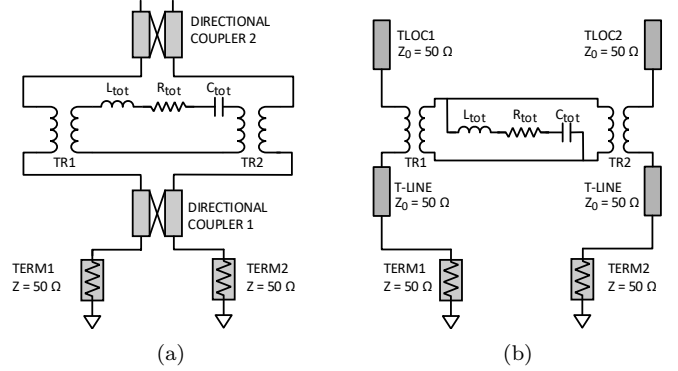 DIRECTIONAL
COUPLER 2
Ltot
Rtot
Ctot
TR1
TR2
DIRECTIONAL
COUPLER 1
TERM1
Z = 50 Ω
TERM2
Z = 50 Ω
(a)
TLOC1
Z0 = 50 Ω
TLOC2
Z0 = 50 Ω
Ltot
Rtot
Ctot
TR1
TR2
T-LINE
Z0 = 50 Ω
T-LINE
Z0 = 50 Ω
TERM1
Z = 50 Ω
TERM2
Z = 50 Ω
(b)